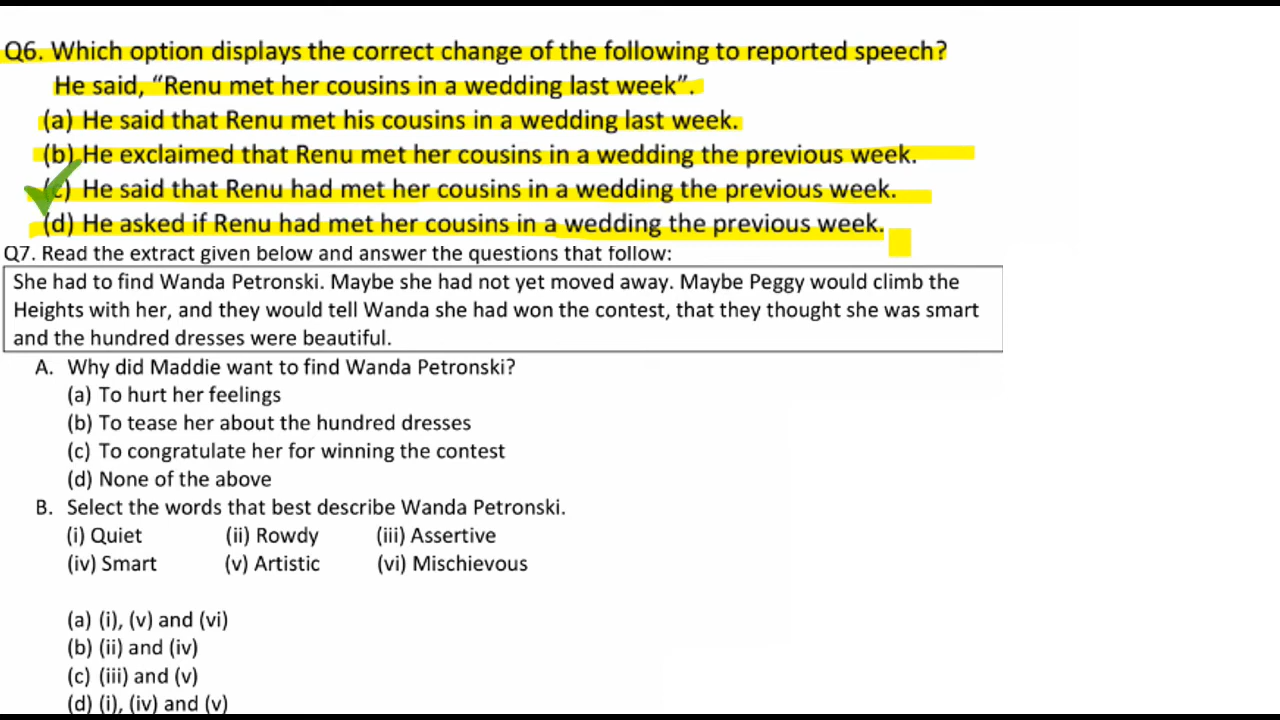 Q6. Which option displays the correct change of the following to reported speech?
He said, “Renu met her cousins in a wedding last week”.
(a) He said that Renu met his cousins in a wedding last week.
(b) He exclaimed that Renu met her cousins in a wedding the previous week.
(c) He said that Renu had met her cousins in a wedding the previous week.
(d) He asked if Renu had met her cousins in a wedding the previous week.
Q7. Read the extract given below and answer the questions that follow:
She had to find Wanda Petronski. Maybe she had not yet moved away. Maybe Peggy would climb the
Heights with her, and they would tell Wanda she had won the contest, that they thought she was smart
and the hundred dresses were beautiful.
A. Why did Maddie want to find Wanda Petronski?
(a) To hurt her feelings
(b) To tease her about the hundred dresses
(c) To congratulate her for winning the contest
(d) None of the above
B. Select the words that best describe Wanda Petronski.
(i) Quiet (ii) Rowdy (iii) Assertive
(iv) Smart (v) Artistic (vi) Mischievous
(a) (i), (v) and (vi)
(b) (ii) and (iv)
(c) (iii) and (v)
(d) (i), (iv) and (v)